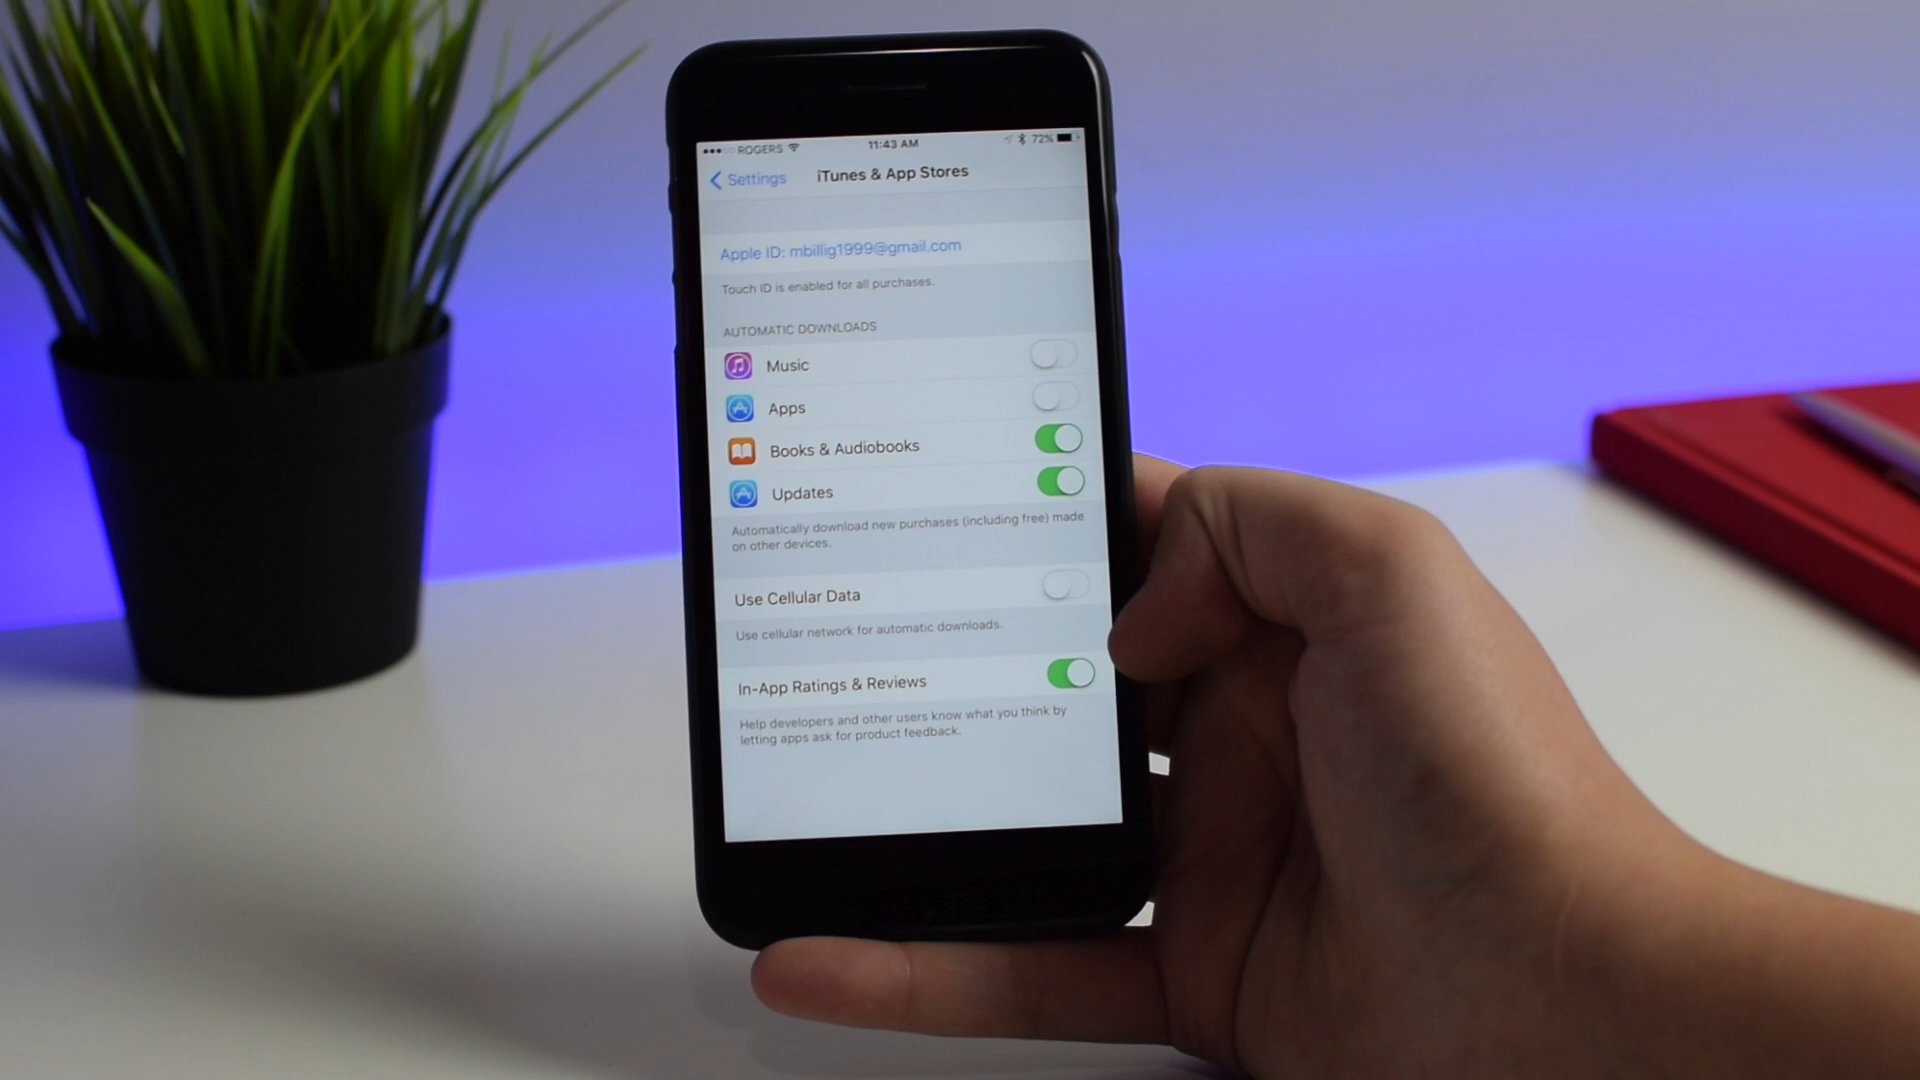 ROGERS 11:43 AM 72%
Settings iTunes & App Stores
Apple ID: mbillig1999@gmail.com
Touch ID is enabled for all purchases.
AUTOMATIC DOWNLOADS
Music
Apps
Books & Audiobooks
Updates
Automatically download new purchases (including free) made
on other devices.
Use Cellular Data
Use cellular network for automatic downloads.
In-App Ratings & Reviews
Help developers and other users know what you think by
letting apps ask for product feedback.